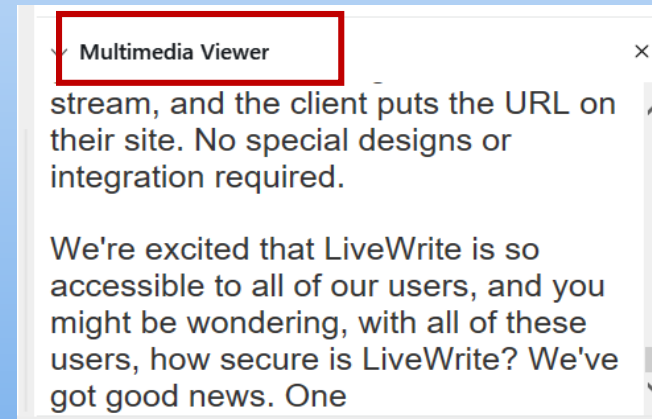 Multimedia Viewer
stream, and the client puts the URL on
their site. No special designs or
integration required.
We're excited that LiveWrite is so
accessible to all of our users, and you
might be wondering, with all of these
users, how secure is LiveWrite? We've
got good news. One